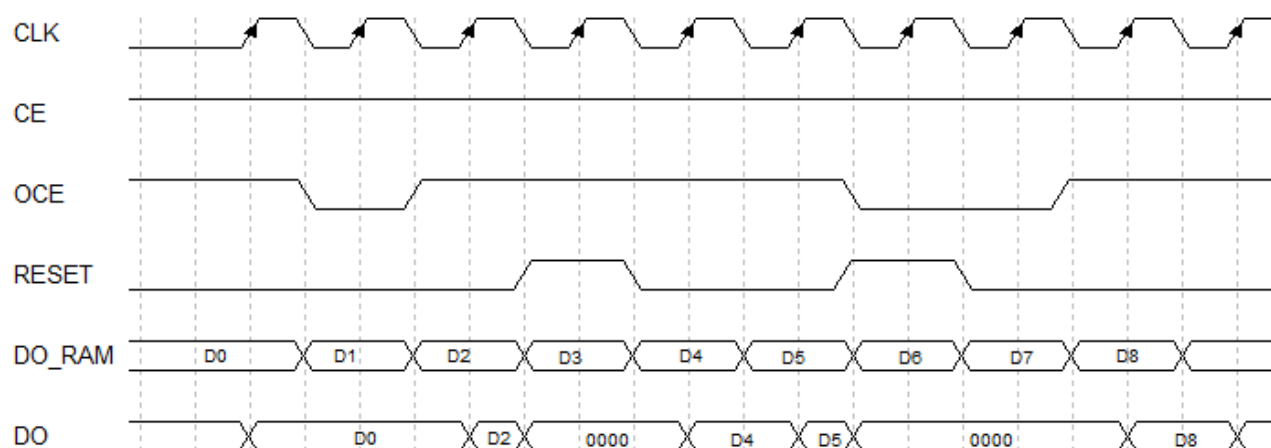 CLK
CE
OCE
RESET
DO_RAM D0 D1 D2 D3 D4 D5 D6 D7 D8
DO D0 D2 0000 D4 D5 0000 D8